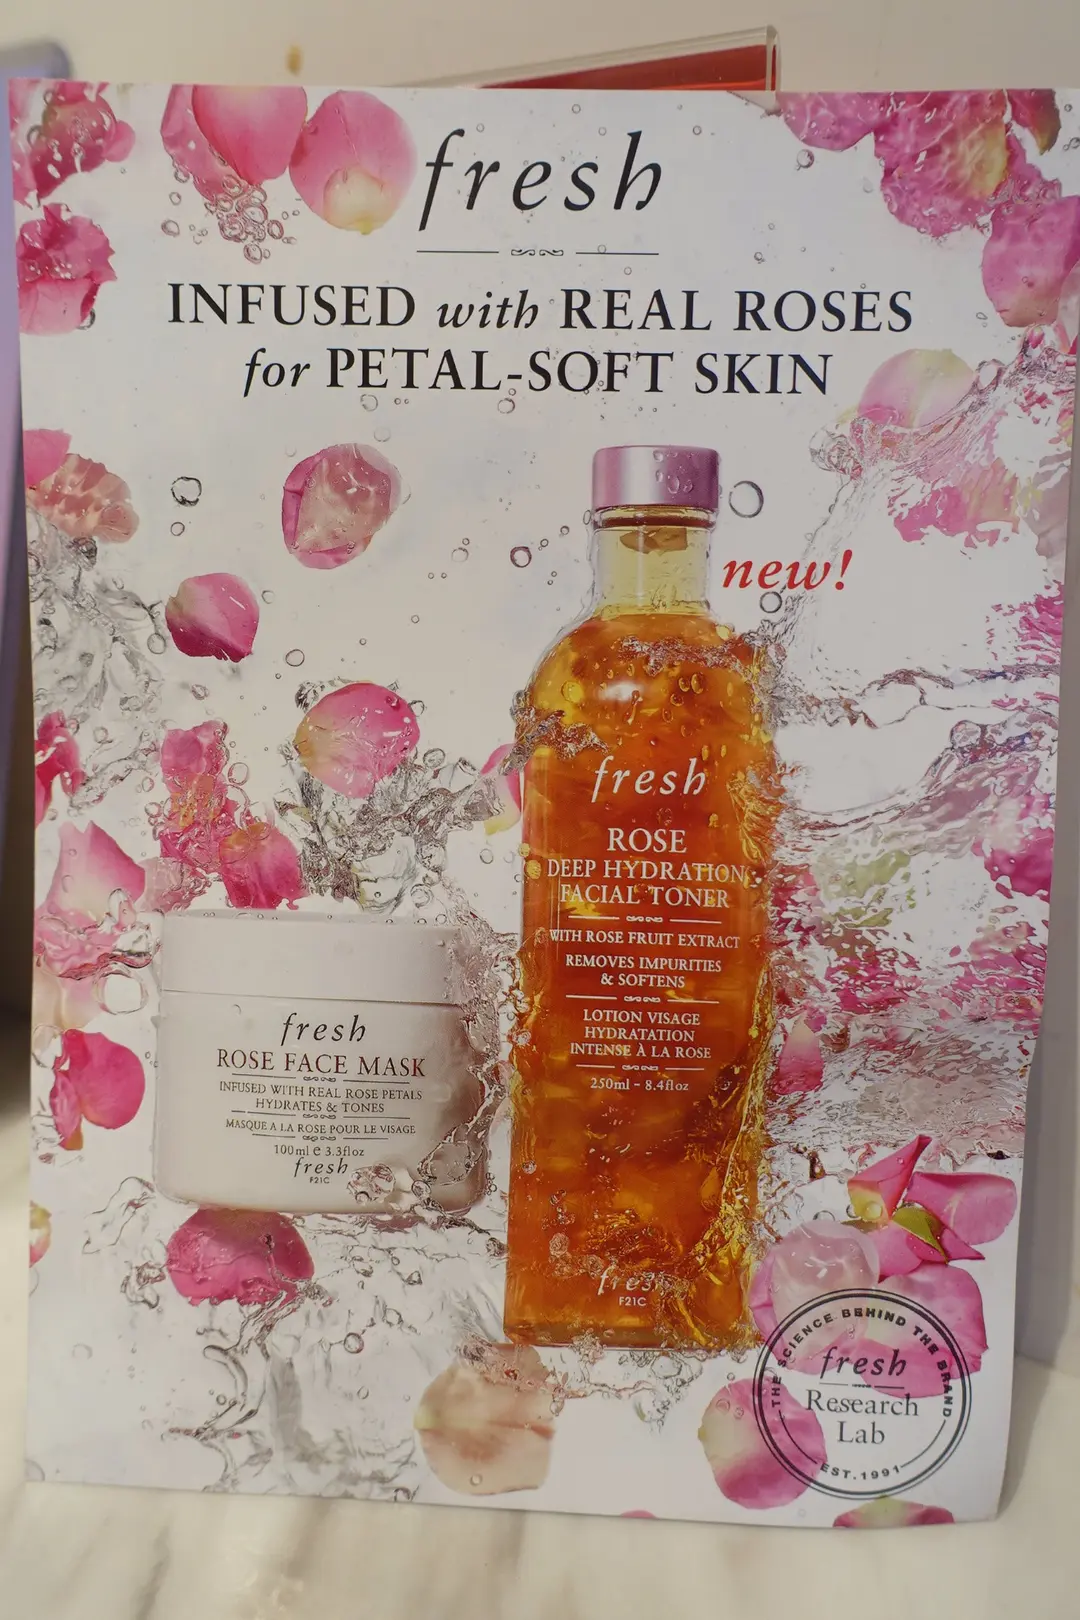 fresh
INFUSED with REAL ROSES
for PETAL-SOFT SKIN
new!
fresh
ROSE
DEEP HYDRATION
FACIAL TONER
WITH ROSE FRUIT EXTRACT
REMOVES IMPURITIES
& SOFTENS
LOTION VISAGE
HYDRATATION
INTENSE À LA ROSE
250ml - 8.4floz
fresh
F21C
fresh
ROSE FACE MASK
INFUSED WITH REAL ROSE PETALS
HYDRATES & TONES
MASQUE A LA ROSE POUR LE VISAGE
100ml e 3.3floz
fresh
F21C
THE SCIENCE BEHIND THE BRAND
fresh
Research
Lab
EST. 1991